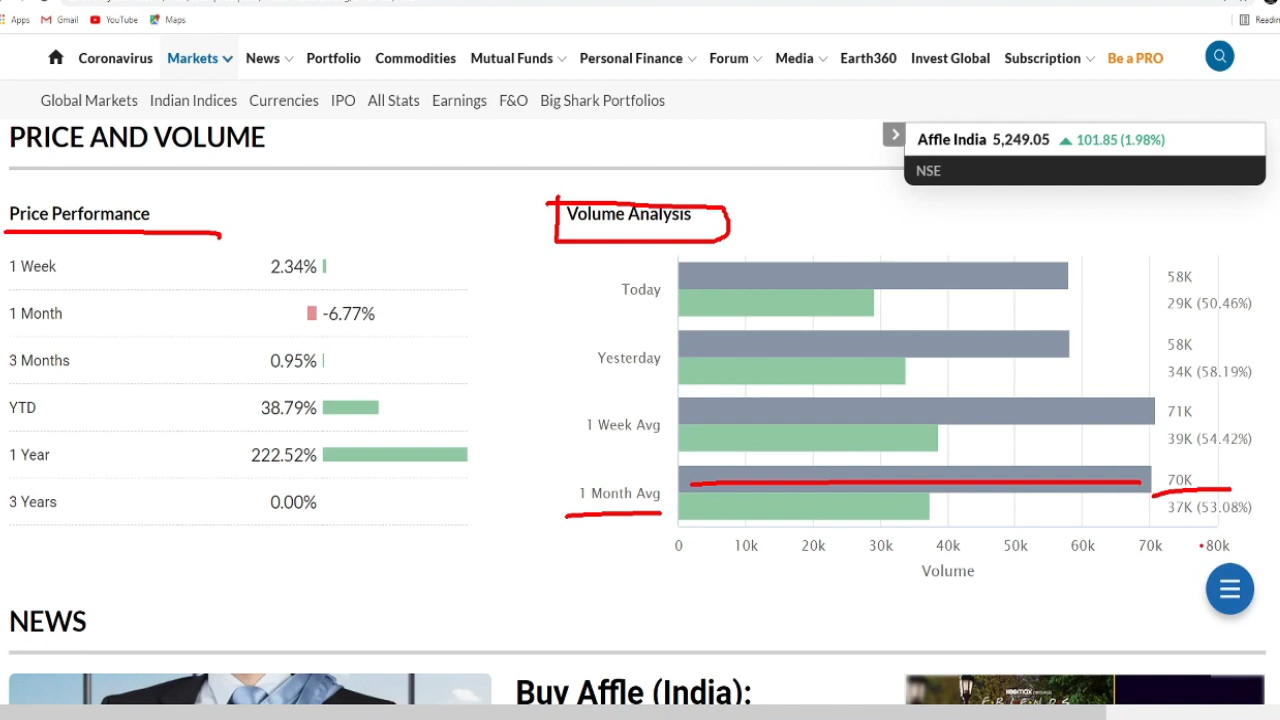 Apps Gmail YouTube Maps
Coronavirus Markets News Portfolio Commodities Mutual Funds Personal Finance Forum Media Earth360 Invest Global Subscription Be a PRO
Global Markets Indian Indices Currencies IPO All Stats Earnings F&O Big Shark Portfolios
PRICE AND VOLUME
Affle India 5,249.05 101.85 (1.98%)
NSE
Price Performance
1 Week 2.34%
1 Month -6.77%
3 Months 0.95%
YTD 38.79%
1 Year 222.52%
3 Years 0.00%
Volume Analysis
Today 58K
29K (50.46%)
Yesterday 58K
34K (58.19%)
1 Week Avg 71K
39K (54.42%)
1 Month Avg 70K
37K (53.08%)
0 10k 20k 30k 40k 50k 60k 70k 80k
Volume
NEWS
Buy Affle (India):
HBOMAX
FRIENDS